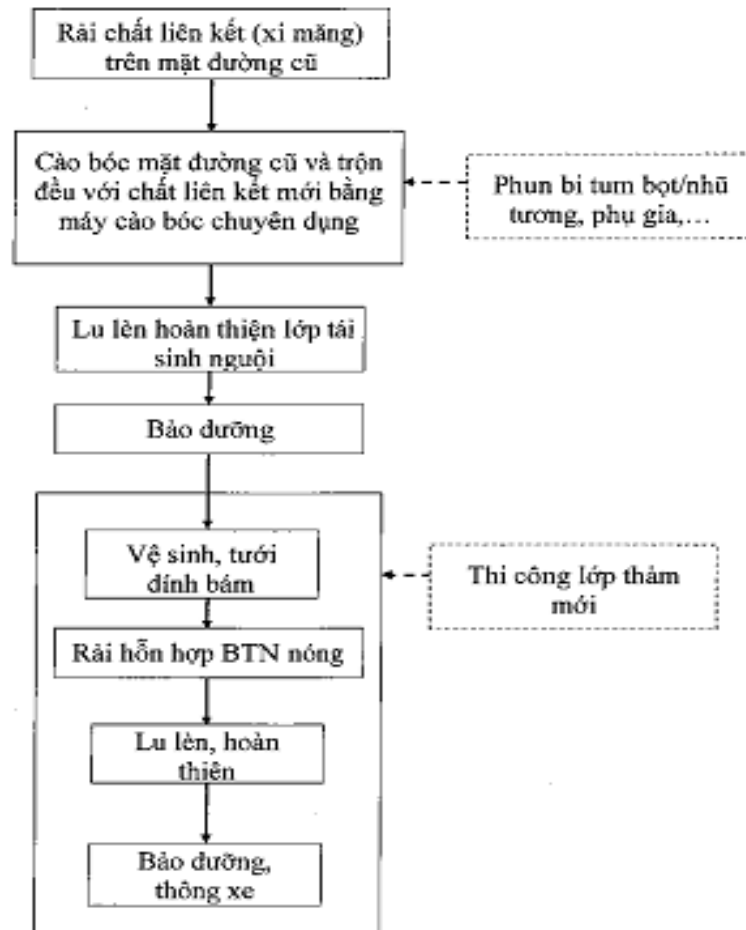 Rải chất liên kết (xi măng)
trên mặt đường cũ
Cào bóc mặt đường cũ và trộn
đều với chất liên kết mới bằng
máy cào bóc chuyên dụng
Phun bi tum bọt/nhũ
tương, phụ gia,...
Lu lèn hoàn thiện lớp tái
sinh nguội
Bảo dưỡng
Vệ sinh, tưới
dính bám
Thi công lớp thảm
mới
Rải hỗn hợp BTN nóng
Lu lèn, hoàn
thiện
Bảo dưỡng,
thông xe